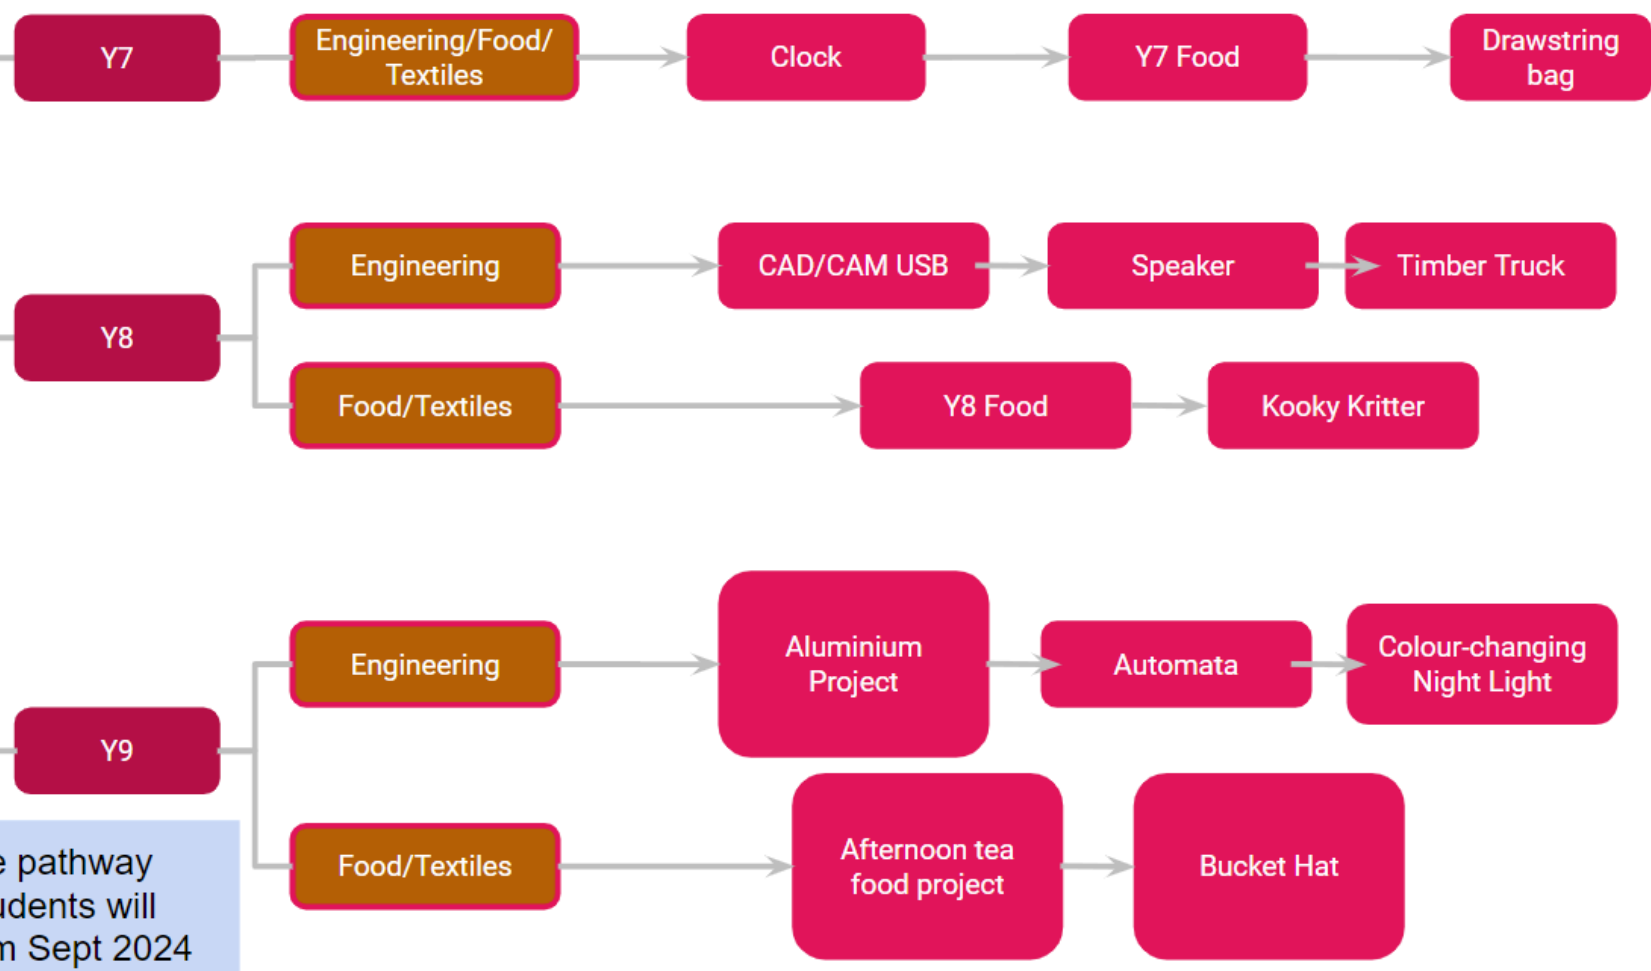 Y7
Engineering/Food/
Textiles
Clock
Y7 Food
Drawstring
bag
Y8
Engineering
CAD/CAM USB
Speaker
Timber Truck
Food/Textiles
Y8 Food
Kooky Kritter
Y9
Engineering
Aluminium
Project
Automata
Colour-changing
Night Light
Food/Textiles
Afternoon tea
food project
Bucket Hat
pathway
will
Sept 2024